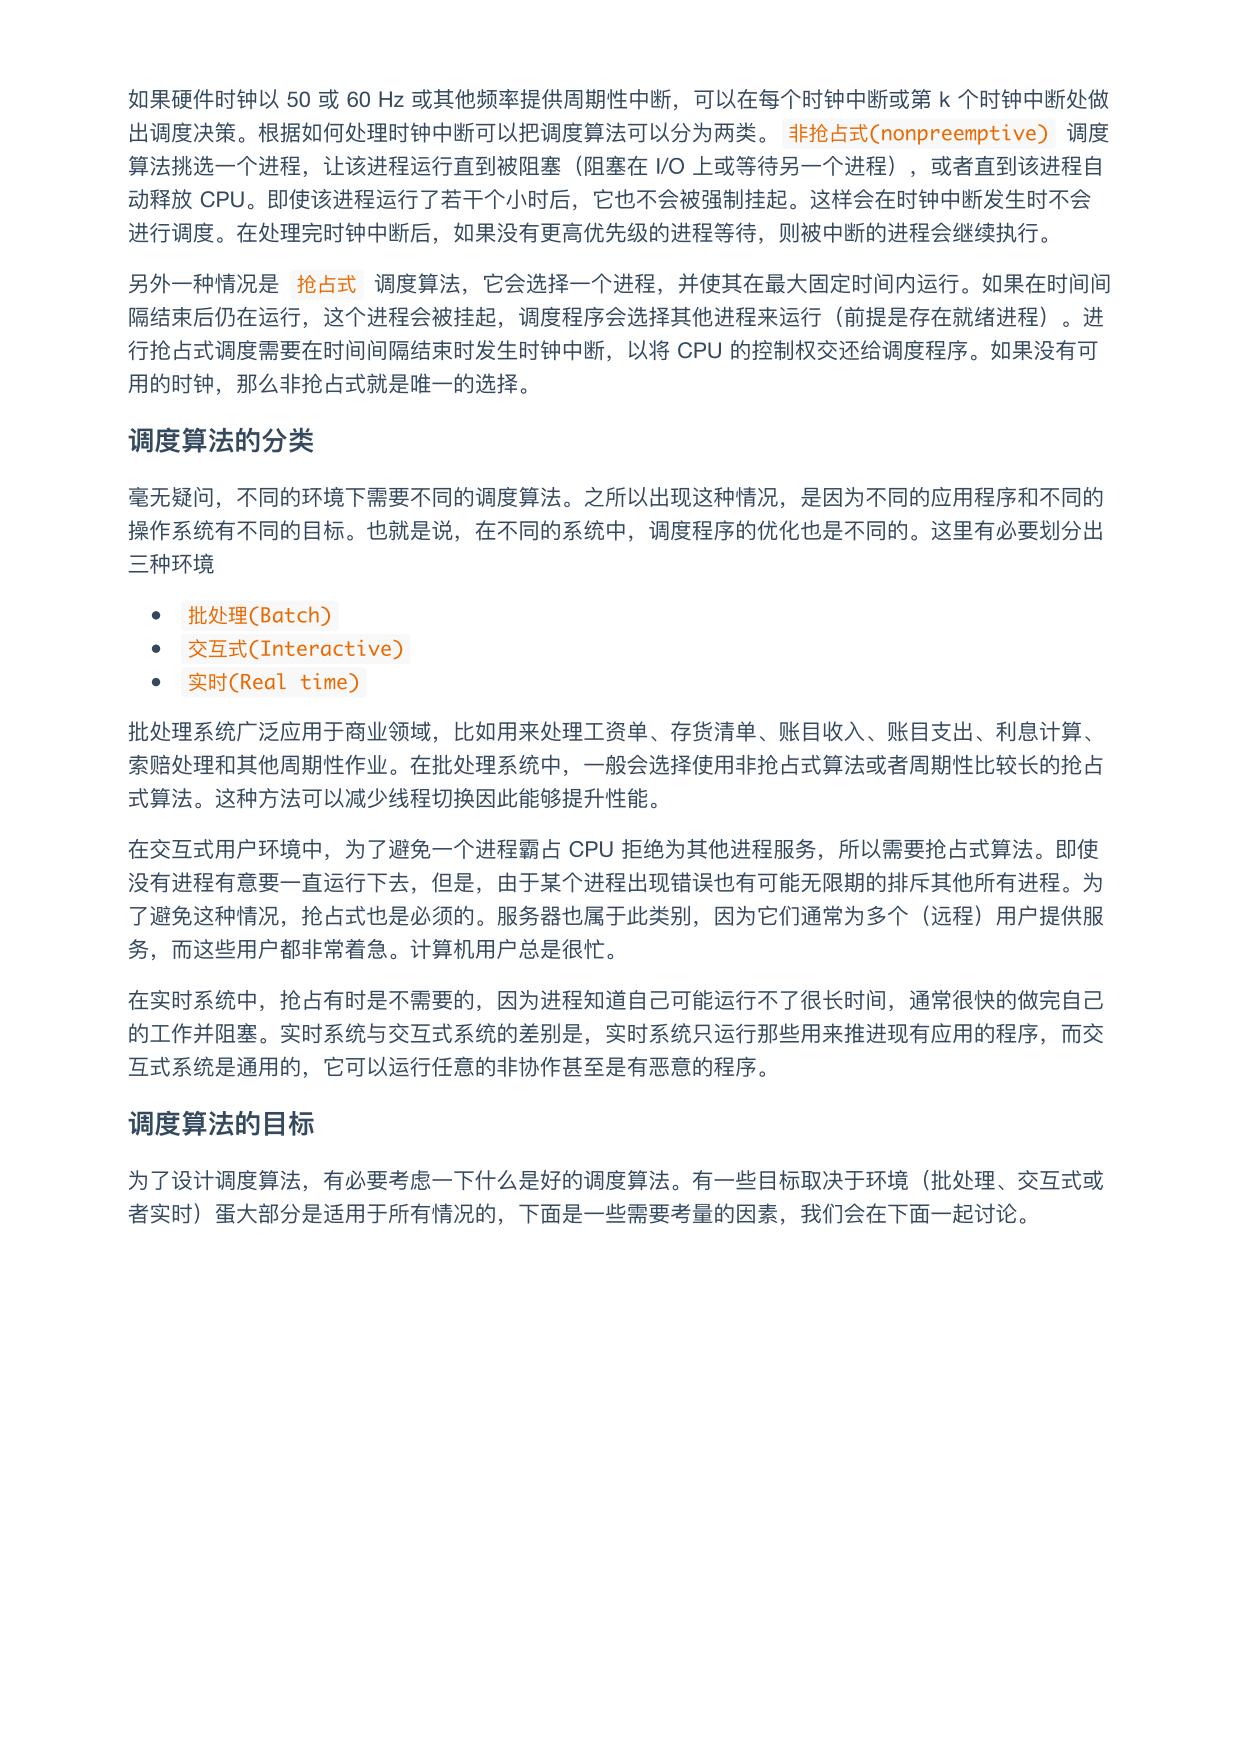 如果硬件时钟以 50 或 60 Hz 或其他频率提供周期性中断，可以在每个时钟中断或第 k 个时钟中断处做
出调度决策。根据如何处理时钟中断可以把调度算法可以分为两类。 非抢占式(nonpreemptive) 调度
算法挑选一个进程，让该进程运行直到被阻塞（阻塞在 I/O 上或等待另一个进程），或者直到该进程自
动释放 CPU。即使该进程运行了若干个小时后，它也不会被强制挂起。这样会在时钟中断发生时不会
进行调度。在处理完时钟中断后，如果没有更高优先级的进程等待，则被中断的进程会继续执行。
另外一种情况是 抢占式 调度算法，它会选择一个进程，并使其在最大固定时间内运行。如果在时间间
隔结束后仍在运行，这个进程会被挂起，调度程序会选择其他进程来运行（前提是存在就绪进程）。进
行抢占式调度需要在时间间隔结束时发生时钟中断，以将 CPU 的控制权交还给调度程序。如果没有可
用的时钟，那么非抢占式就是唯一的选择。
调度算法的分类
毫无疑问，不同的环境下需要不同的调度算法。之所以出现这种情况，是因为不同的应用程序和不同的
操作系统有不同的目标。也就是说，在不同的系统中，调度程序的优化也是不同的。这里有必要划分出
三种环境
• 批处理(Batch)
• 交互式(Interactive)
• 实时(Real time)
批处理系统广泛应用于商业领域，比如用来处理工资单、存货清单、账目收入、账目支出、利息计算、
索赔处理和其他周期性作业。在批处理系统中，一般会选择使用非抢占式算法或者周期性比较长的抢占
式算法。这种方法可以减少线程切换因此能够提升性能。
在交互式用户环境中，为了避免一个进程霸占 CPU 拒绝为其他进程服务，所以需要抢占式算法。即使
没有进程有意要一直运行下去，但是，由于某个进程出现错误也有可能无限期的排斥其他所有进程。为
了避免这种情况，抢占式也是必须的。服务器也属于此类别，因为它们通常为多个（远程）用户提供服
务，而这些用户都非常着急。计算机用户总是很忙。
在实时系统中，抢占有时是不需要的，因为进程知道自己可能运行不了很长时间，通常很快的做完自己
的工作并阻塞。实时系统与交互式系统的差别是，实时系统只运行那些用来推进现有应用的程序，而交
互式系统是通用的，它可以运行任意的非协作甚至是有恶意的程序。
调度算法的目标
为了设计调度算法，有必要考虑一下什么是好的调度算法。有一些目标取决于环境（批处理、交互式或
者实时）蛋大部分是适用于所有情况的，下面是一些需要考量的因素，我们会在下面一起讨论。